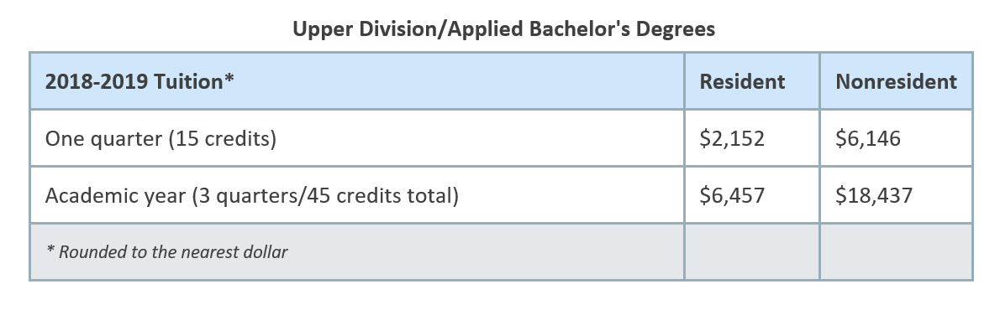 Upper Division/Applied Bachelor's Degrees
2018-2019 Tuition* Resident Nonresident
One quarter (15 credits) $2,152 $6,146
Academic year (3 quarters/45 credits total) $6,457 $18,437
* Rounded to the nearest dollar